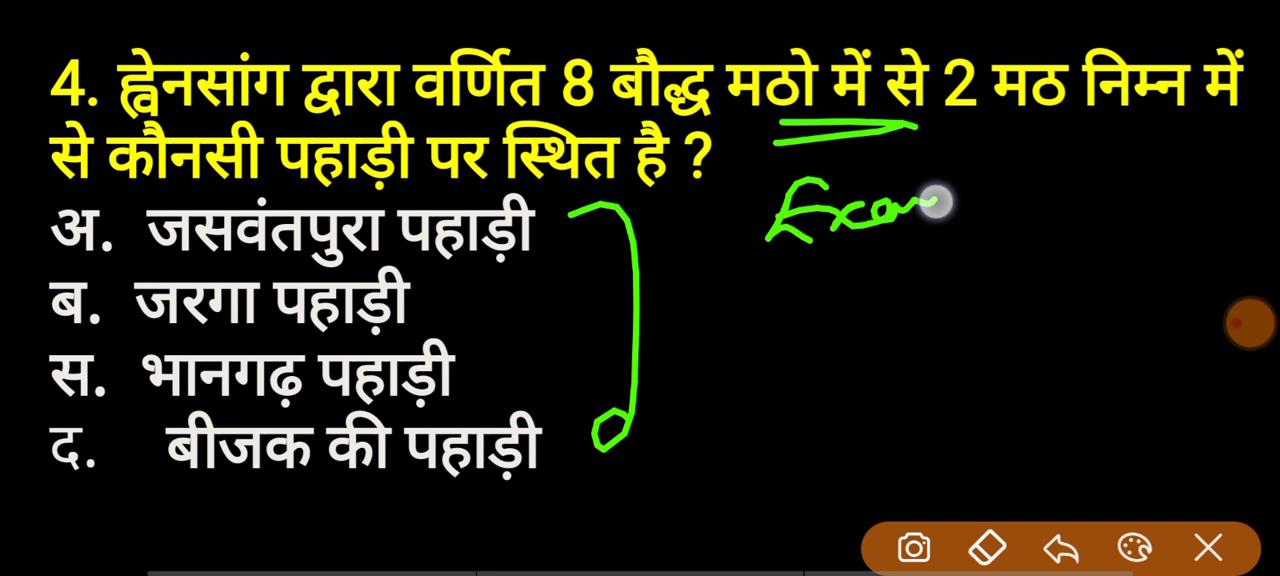 4. ह्वेनसांग द्वारा वर्णित 8 बौद्ध मठो में से 2 मठ निम्न में
से कौनसी पहाड़ी पर स्थित है ?
Exam
अ. जसवंतपुरा पहाड़ी
ब. जरगा पहाड़ी
स. भानगढ़ पहाड़ी
द. बीजक की पहाड़ी